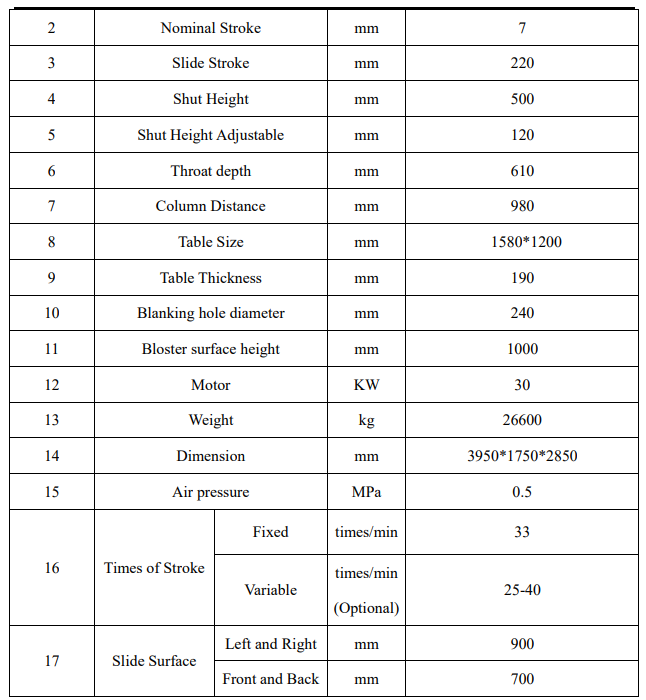 2 Nominal Stroke mm 7
3 Slide Stroke mm 220
4 Shut Height mm 500
5 Shut Height Adjustable mm 120
6 Throat depth mm 610
7 Column Distance mm 980
8 Table Size mm 1580*1200
9 Table Thickness mm 190
10 Blanking hole diameter mm 240
11 Bloster surface height mm 1000
12 Motor KW 30
13 Weight kg 26600
14 Dimension mm 3950*1750*2850
15 Air pressure MPa 0.5
16 Times of Stroke Fixed times/min 33
Variable times/min (Optional) 25-40
17 Slide Surface Left and Right mm 900
Front and Back mm 700